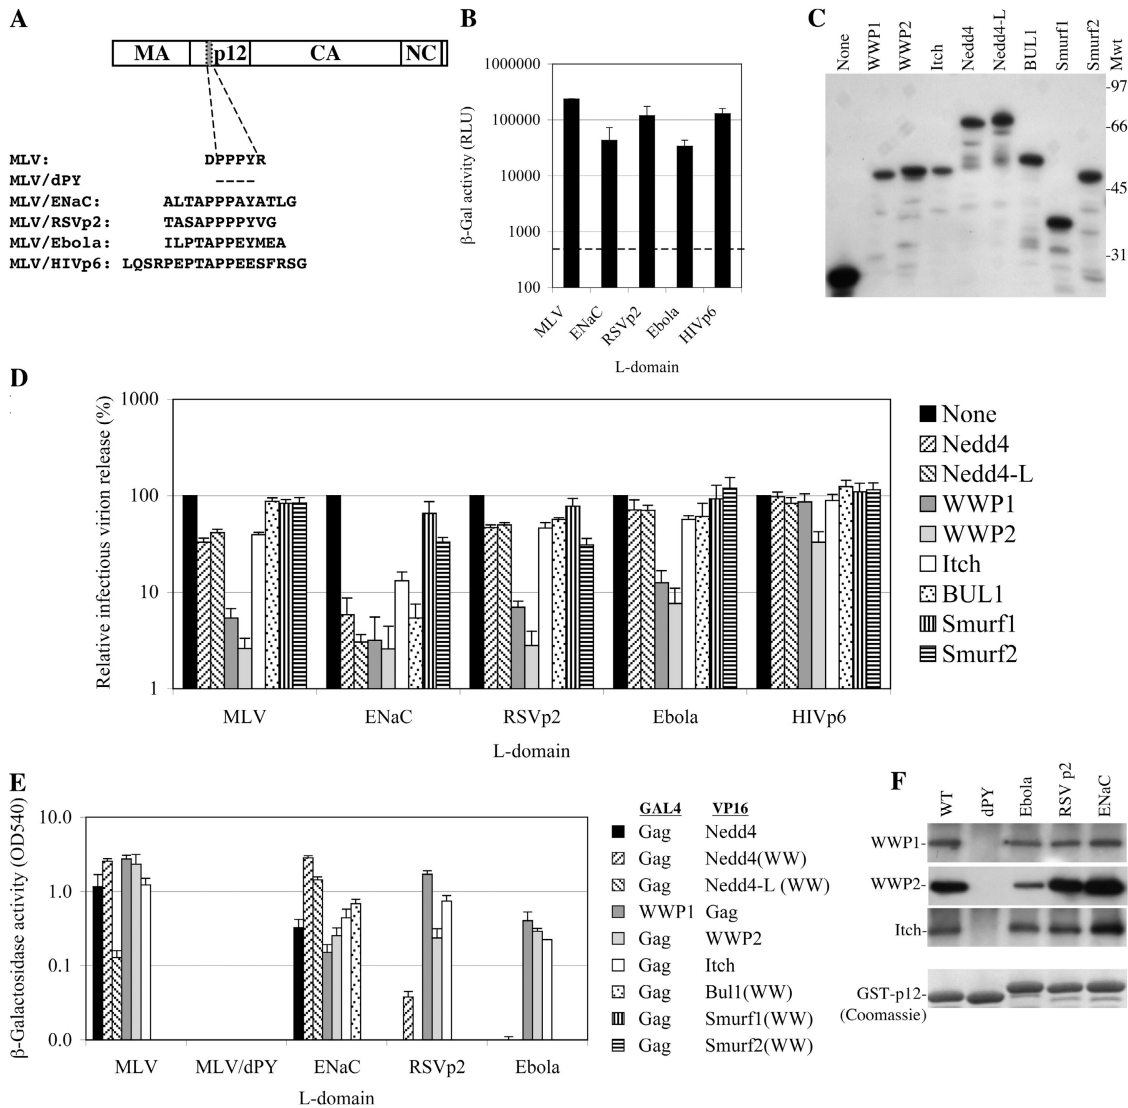 A
MA p12 CA NC
MLV: DPPPYR
MLV/dPY ----
MLV/ENaC: ALTAPPPAYATLG
MLV/RSVp2: TASAPPPPYVG
MLV/Ebola: ILPTAPPEYMEA
MLV/HIVp6: LQSRPEPTAPPEESFRSG
B
β-Gal activity (RLU)
1000000
100000
10000
1000
100
MLV ENaC RSVp2 Ebola HIVp6
L-domain
C
None WWP1 WWP2 Itch Nedd4 Nedd4-L BUL1 Smurf1 Smurf2 Mwt
-97
-66
-45
-31
D
Relative infectious virion release (%)
1000
100
10
1
MLV ENaC RSVp2 Ebola HIVp6
L-domain
None
Nedd4
Nedd4-L
WWP1
WWP2
Itch
BUL1
Smurf1
Smurf2
E
β-Galactosidase activity (OD540)
10.0
1.0
0.1
0.0
MLV MLV/dPY ENaC RSVp2 Ebola
L-domain
GAL4 VP16
Gag Nedd4
Gag Nedd4(WW)
Gag Nedd4-L (WW)
WWP1 Gag
Gag WWP2
Gag Itch
Gag Bul1(WW)
Gag Smurf1(WW)
Gag Smurf2(WW)
F
WT dPY Ebola RSV p2 ENaC
WWP1-
WWP2-
Itch-
GST-p12-
(Coomassie)